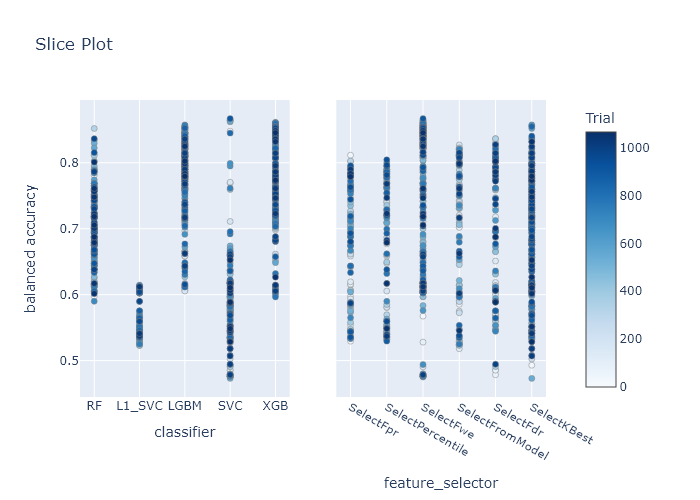 Slice Plot
Trial
1000
800
600
400
200
0
balanced accuracy
0.8
0.7
0.6
0.5
RF L1_SVC LGBM SVC XGB
classifier
SelectFpr SelectPercentile SelectFwe SelectFromModel SelectFdr SelectKBest
feature_selector